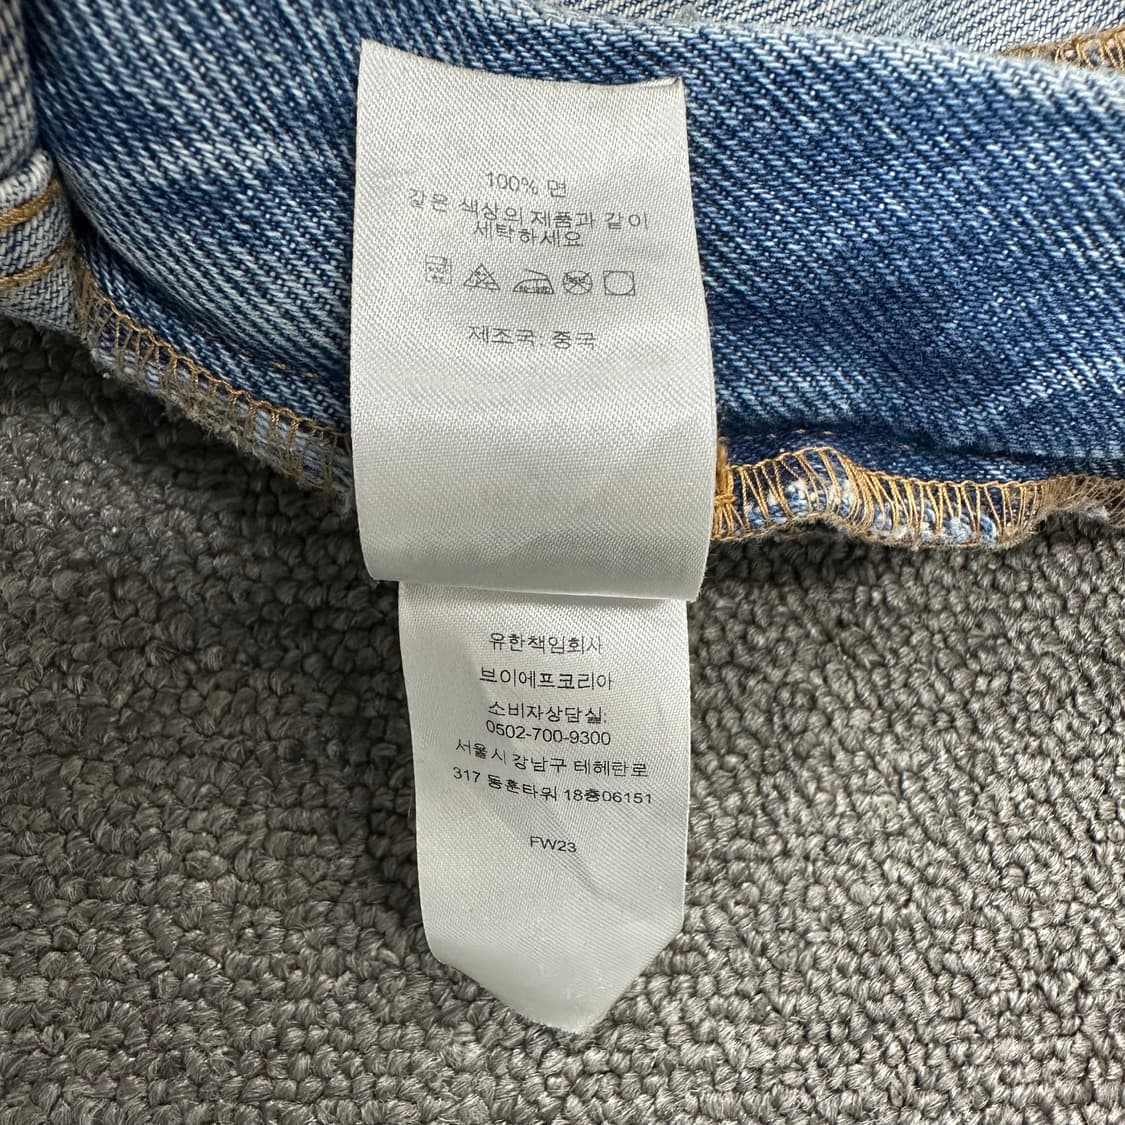 100% 면
같은 색상의 제품과 같이
세탁하세요
제조국: 중국
유한책임회사
브이에프코리아
소비자상담실:
0502-700-9300
서울시 강남구 테헤란로
317 동훈타워 18층06151
FW23